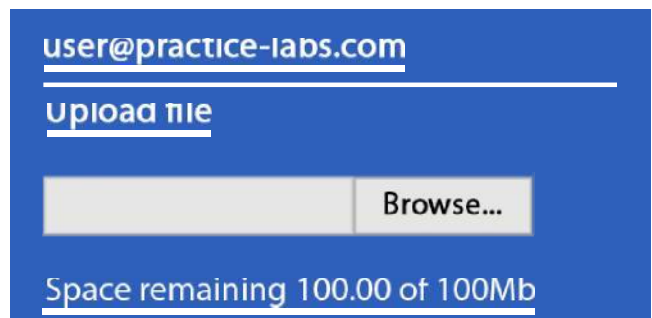 user@practice-labs.com
Upload file
Browse...
Space remaining 100.00 of 100Mb